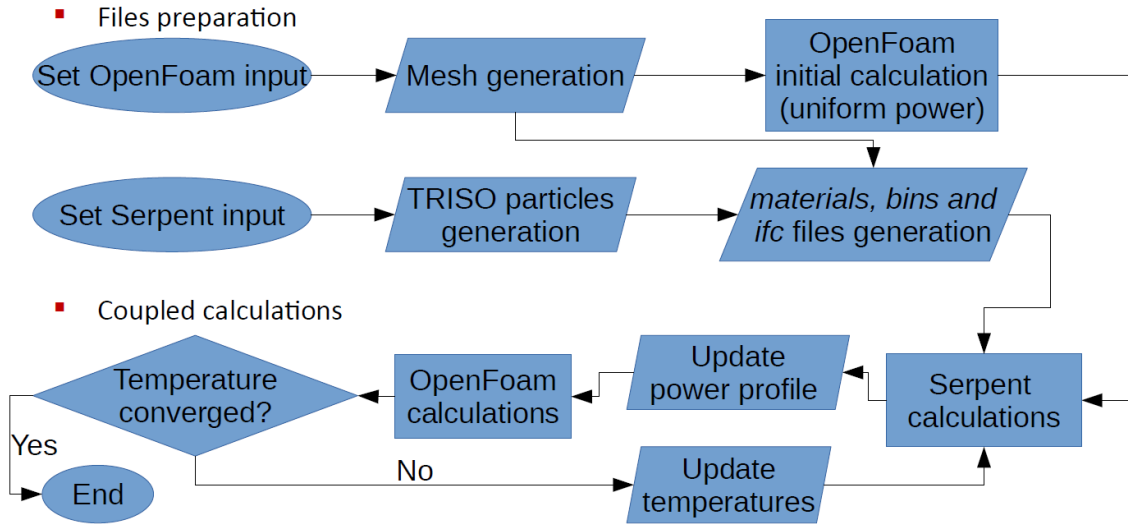 Files preparation
Set OpenFoam input
Mesh generation
OpenFoam
initial calculation
(uniform power)
Set Serpent input
TRISO particles
generation
materials, bins and
ifc files generation
Coupled calculations
Temperature
converged?
OpenFoam
calculations
Update
power profile
Serpent
calculations
Yes
No
End
Update
temperatures